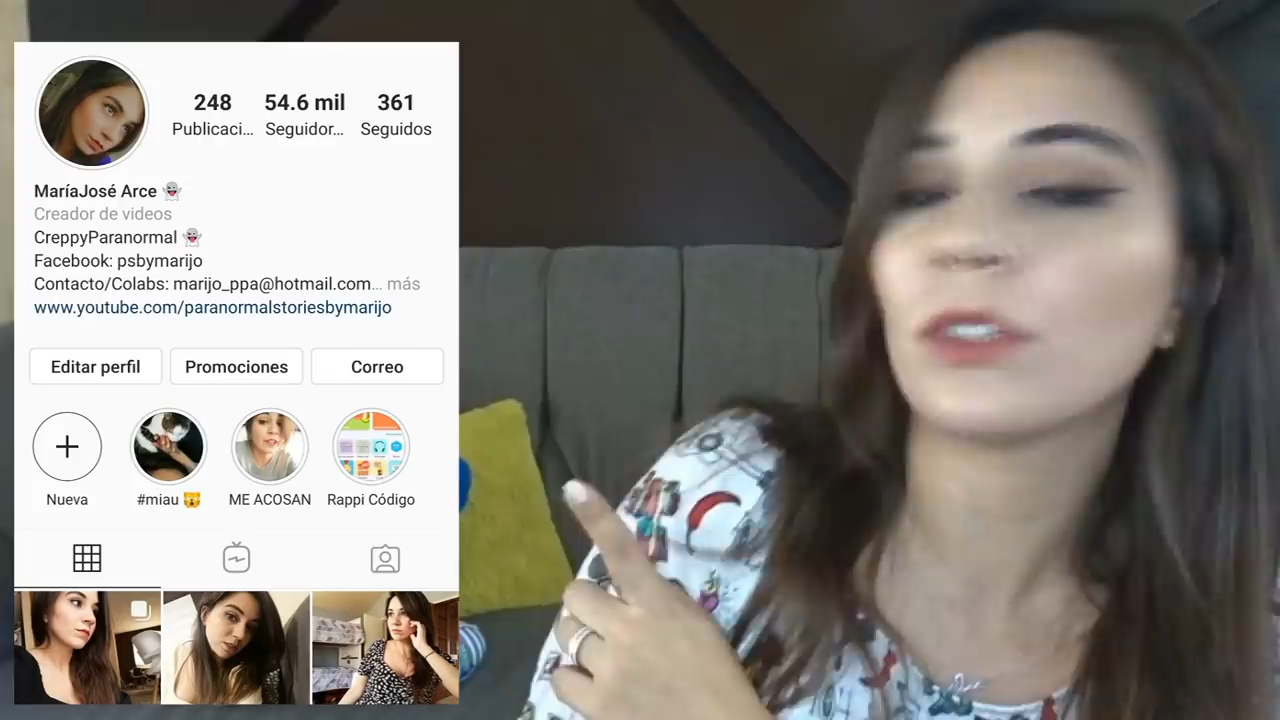 248 54.6 mil 361
Publicaci... Seguidor... Seguidos
MaríaJosé Arce 👻
Creador de videos
CreppyParanormal 👻
Facebook: psbymarijo
Contacto/Colabs: marijo_ppa@hotmail.com... más
www.youtube.com/paranormalstoriesbymarijo
Editar perfil Promociones Correo
Nueva #miau 🐱 ME ACOSAN Rappi Código